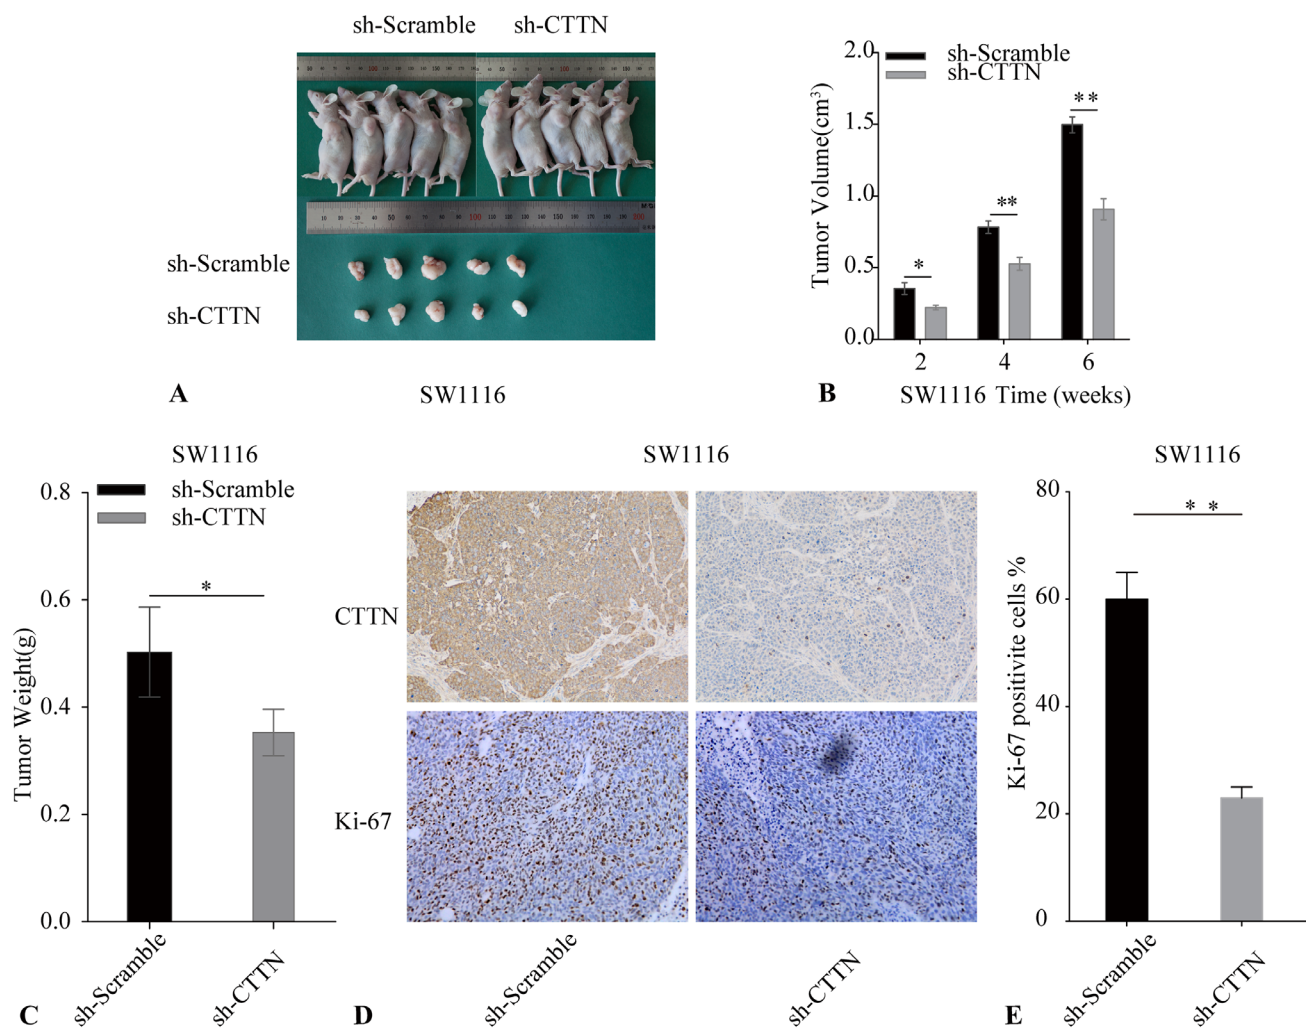 sh-Scramble sh-CTTN
sh-Scramble
sh-CTTN
A
SW1116
2.0
1.5
1.0
0.5
0.0
Tumor Volume(cm³)
sh-Scramble
sh-CTTN
*
**
**
2 4 6
B
SW1116 Time (weeks)
SW1116
sh-Scramble
sh-CTTN
0.8
0.6
0.4
0.2
0.0
Tumor Weight(g)
*
sh-Scramble
sh-CTTN
C
SW1116
CTTN
Ki-67
sh-Scramble
sh-CTTN
D
SW1116
80
60
40
20
0
Ki-67 positivite cells %
* *
sh-Scramble
sh-CTTN
E